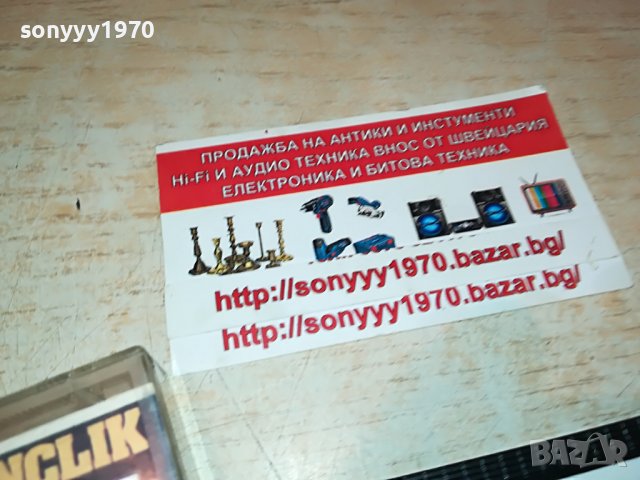 sonyyy1970
ПРОДАЖБА НА АНТИКИ И ИНСТУМЕНТИ
Hi-Fi И АУДИО ТЕХНИКА ВНОС ОТ ШВЕИЦАРИЯ
ЕЛЕКТРОНИКА И БИТОВА ТЕХНИКА
http://sonyyy1970.bazar.bg/
http://sonyyy1970.bazar.bg/
NCLIK
BAZAR